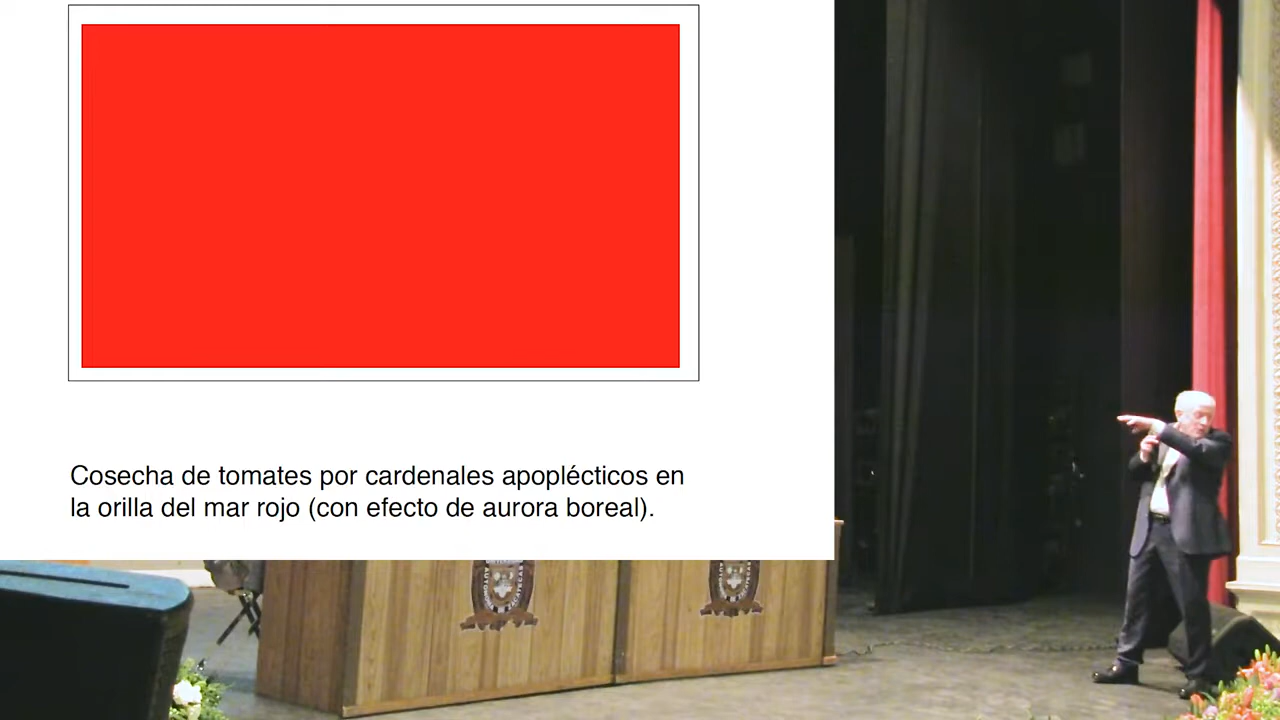 Cosecha de tomates por cardenales apoplécticos en
la orilla del mar rojo (con efecto de aurora boreal).